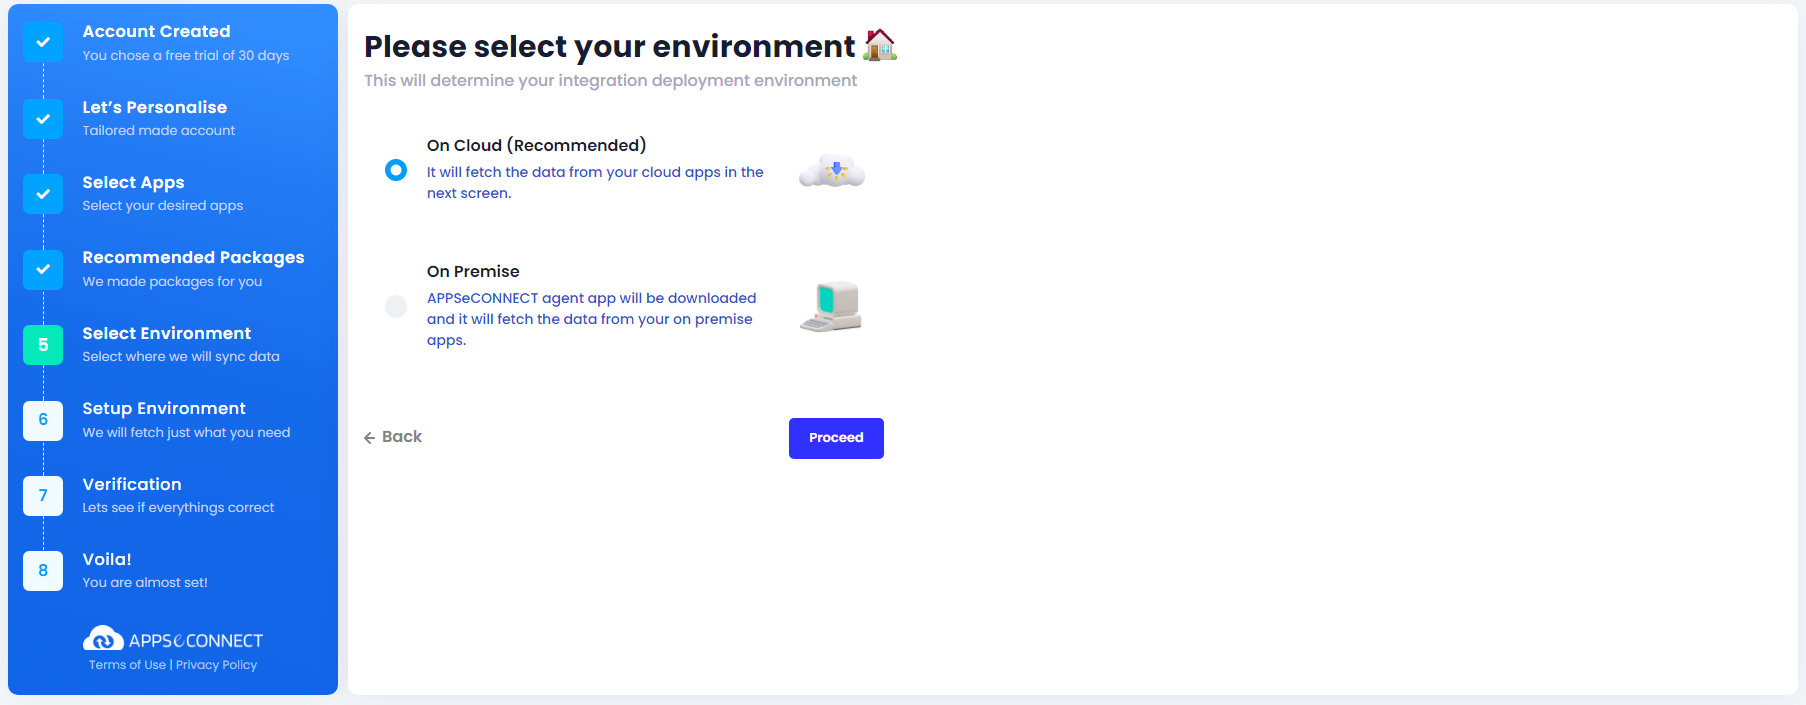 Account Created
You chose a free trial of 30 days
Let's Personalise
Tailored made account
Select Apps
Select your desired apps
Recommended Packages
We made packages for you
5
Select Environment
Select where we will sync data
6
Setup Environment
We will fetch just what you need
7
Verification
Lets see if everythings correct
8
Voila!
You are almost set!
APPSeCONNECT
Terms of Use | Privacy Policy
Please select your environment
This will determine your integration deployment environment
On Cloud (Recommended)
It will fetch the data from your cloud apps in the
next screen.
On Premise
APPSeCONNECT agent app will be downloaded
and it will fetch the data from your on premise
apps.
Back
Proceed